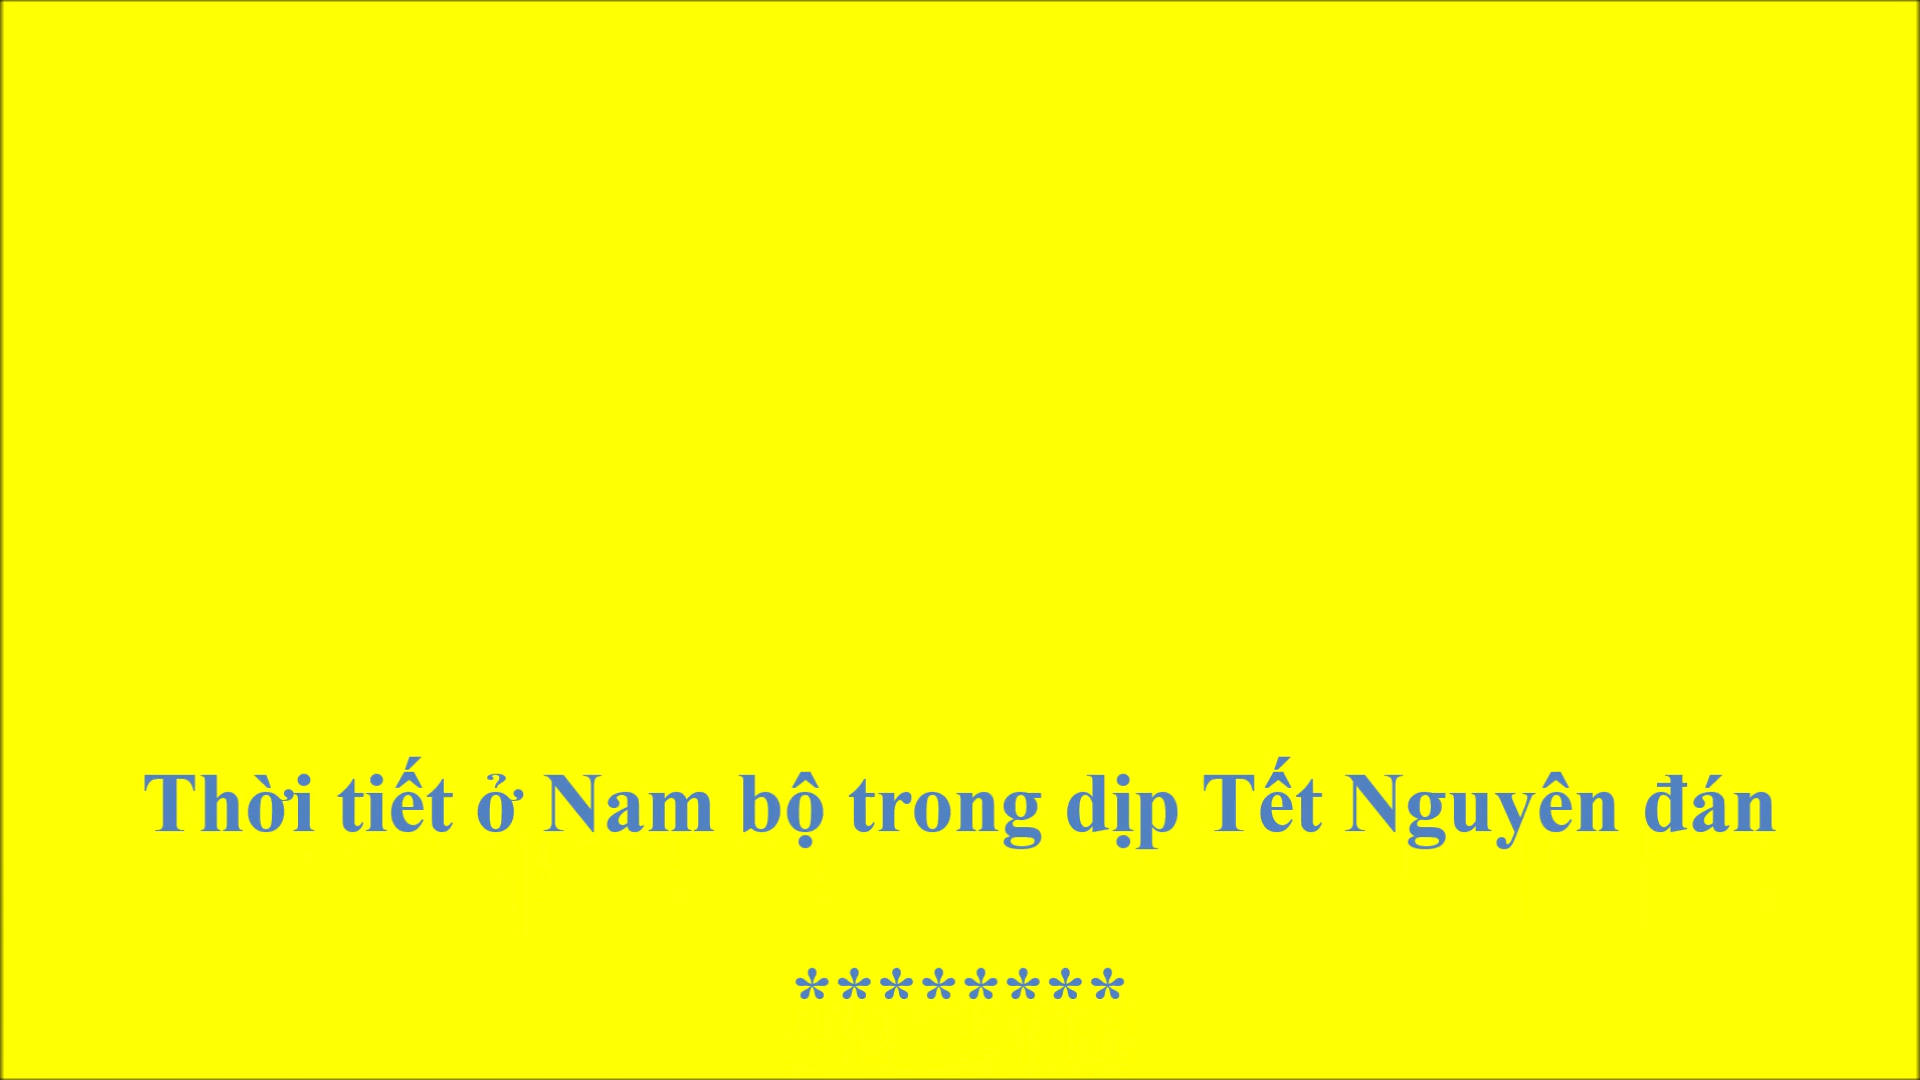 Thời tiết ở Nam bộ trong dịp Tết Nguyên đán
********